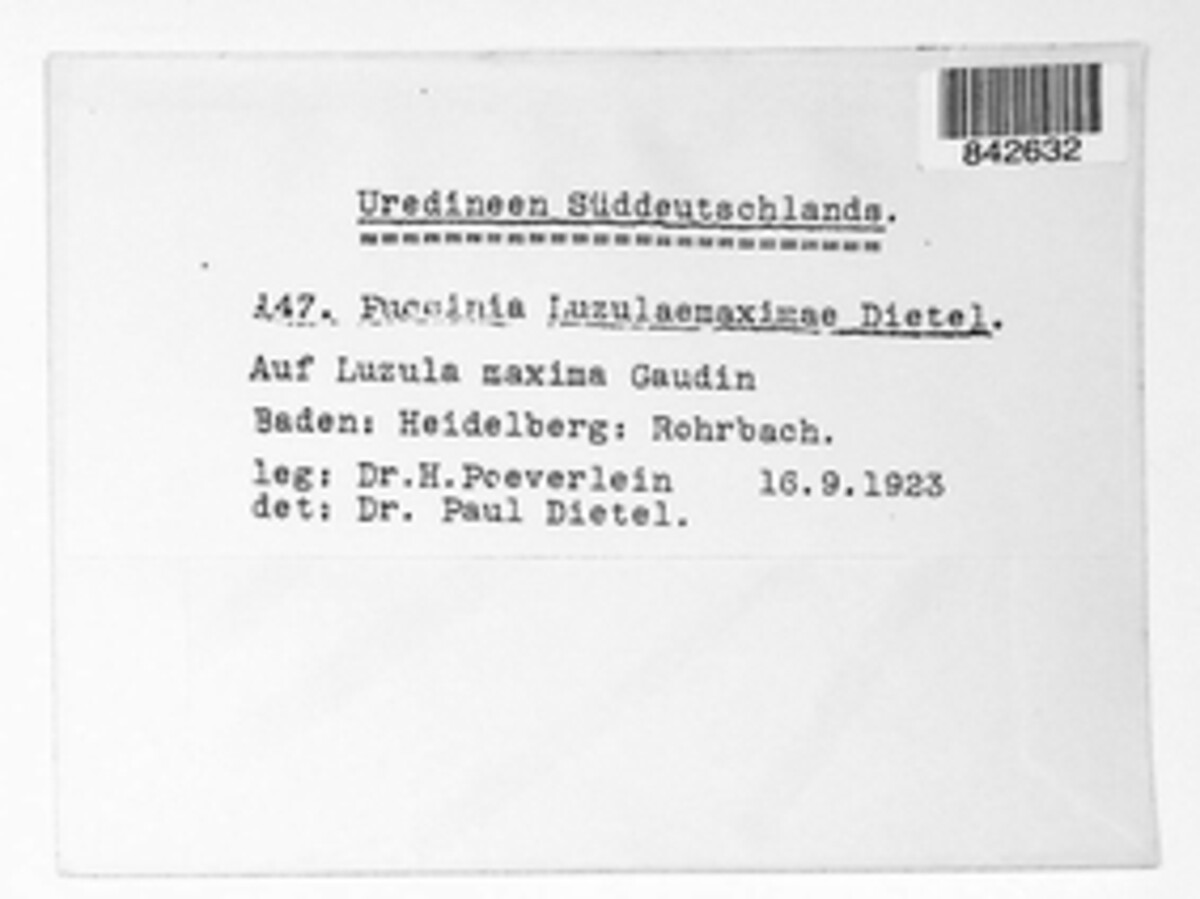 842632
Uredineen Süddeutschlands.
147. Puccinia Luzulaemaximae Dietel.
Auf Luzula maxima Gaudin
Baden: Heidelberg: Rohrbach.
leg: Dr.H.Poeverlein 16.9.1923
det: Dr. Paul Dietel.